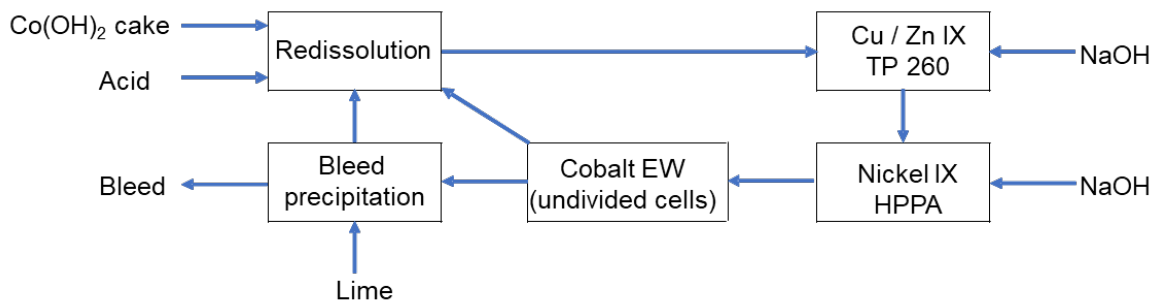 Co(OH)2 cake
Acid
Redissolution
Cu / Zn IX
TP 260
NaOH
Bleed
Bleed
precipitation
Cobalt EW
(undivided cells)
Nickel IX
HPPA
NaOH
Lime